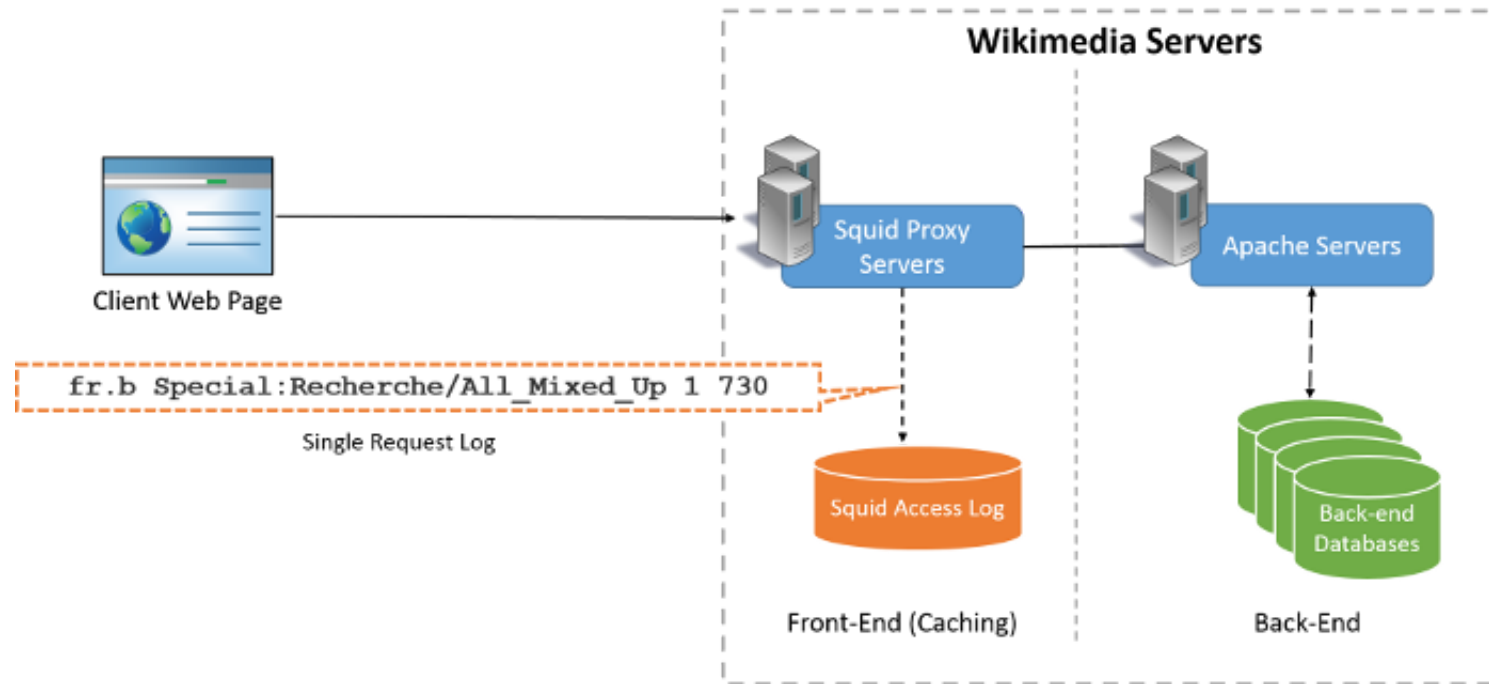 Wikimedia Servers
Client Web Page
Squid Proxy
Servers
Apache Servers
fr.b Special:Recherche/All_Mixed_Up 1 730
Single Request Log
Squid Access Log
Back-end
Databases
Front-End (Caching)
Back-End